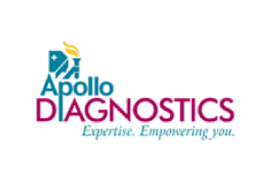 Apollo
DIAGNOSTICS
Expertise. Empowering you.